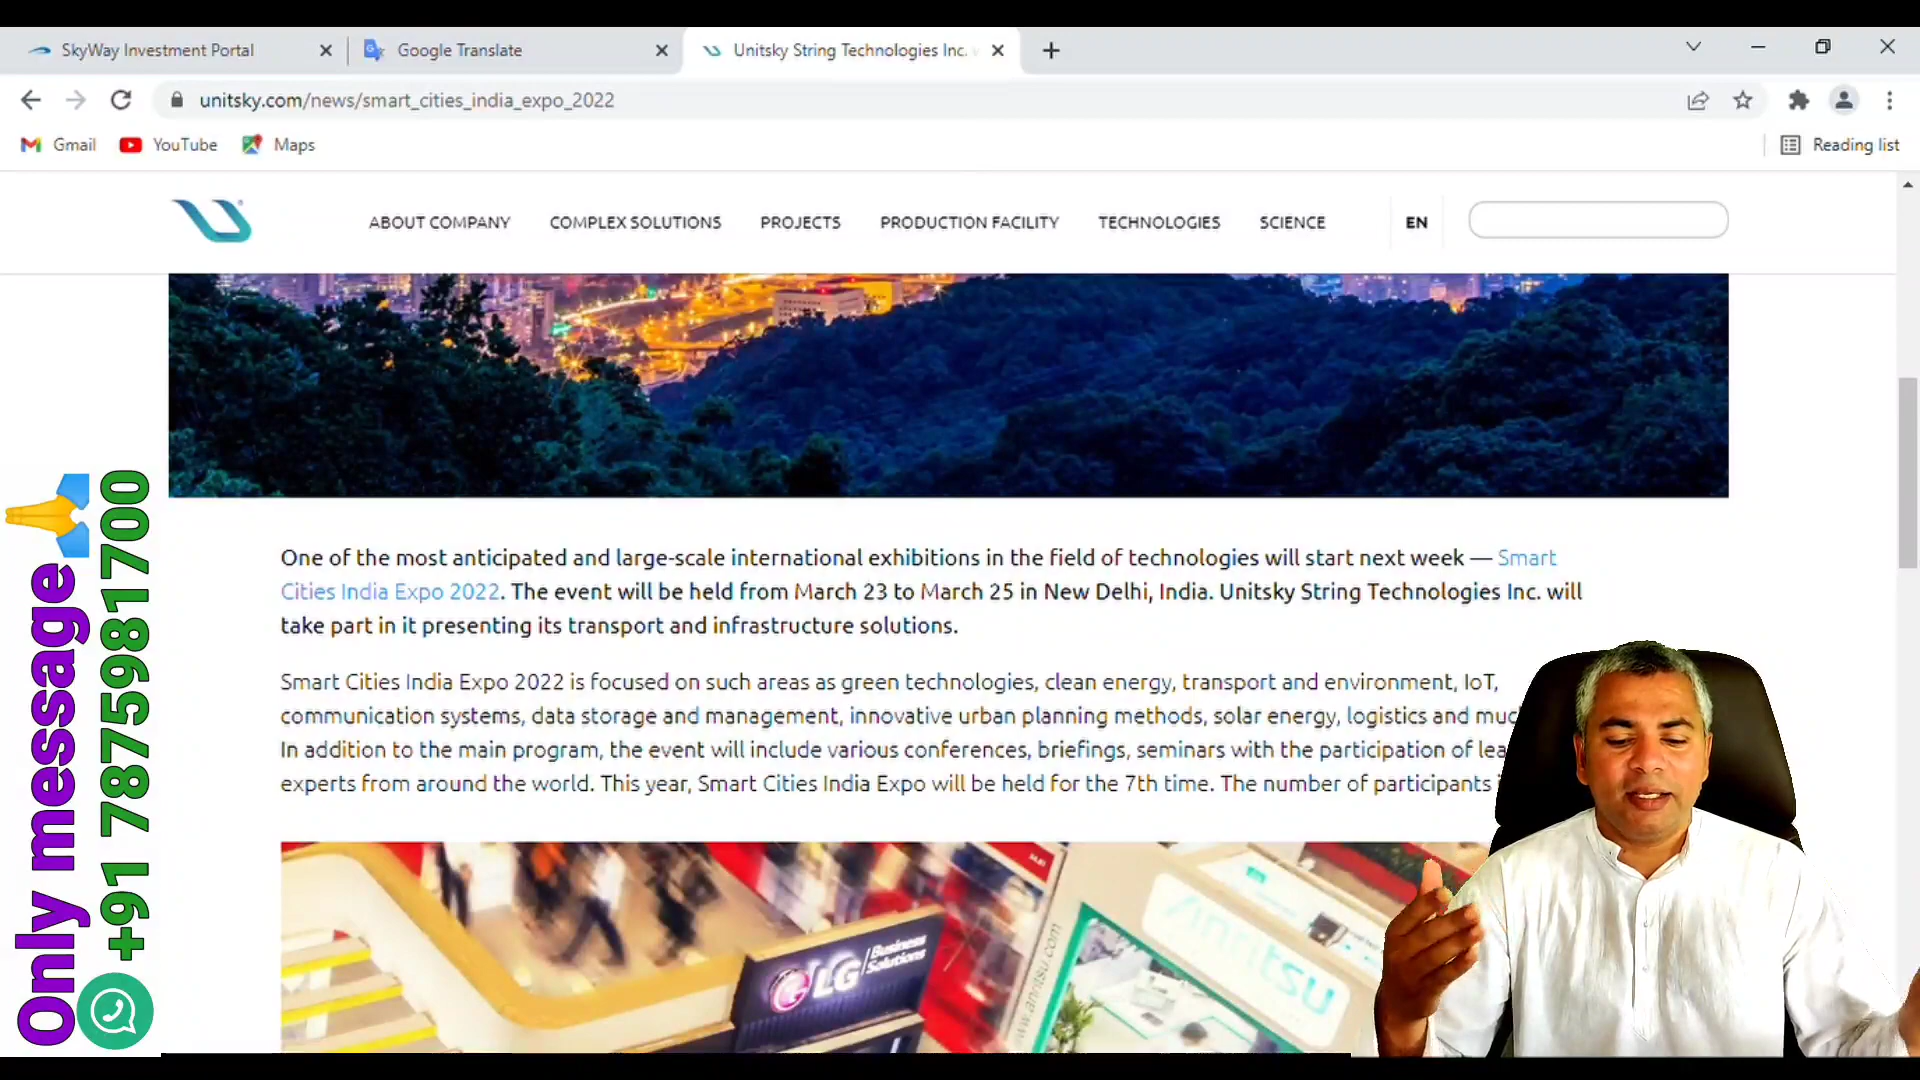 SkyWay Investment Portal
Google Translate
Unitsky String Technologies Inc.
unitsky.com/news/smart_cities_india_expo_2022
Gmail
YouTube
Maps
Reading list
ABOUT COMPANY
COMPLEX SOLUTIONS
PROJECTS
PRODUCTION FACILITY
TECHNOLOGIES
SCIENCE
EN
One of the most anticipated and large-scale international exhibitions in the field of technologies will start next week — Smart
Cities India Expo 2022. The event will be held from March 23 to March 25 in New Delhi, India. Unitsky String Technologies Inc. will
take part in it presenting its transport and infrastructure solutions.
Smart Cities India Expo 2022 is focused on such areas as green technologies, clean energy, transport and environment, IoT,
communication systems, data storage and management, innovative urban planning methods, solar energy, logistics and
In addition to the main program, the event will include various conferences, briefings, seminars with the participation of
experts from around the world. This year, Smart Cities India Expo will be held for the 7th time. The number of participants
LG Business
Solutions
Anritsu
www.anritsu.com
Only message
+91 7875981700